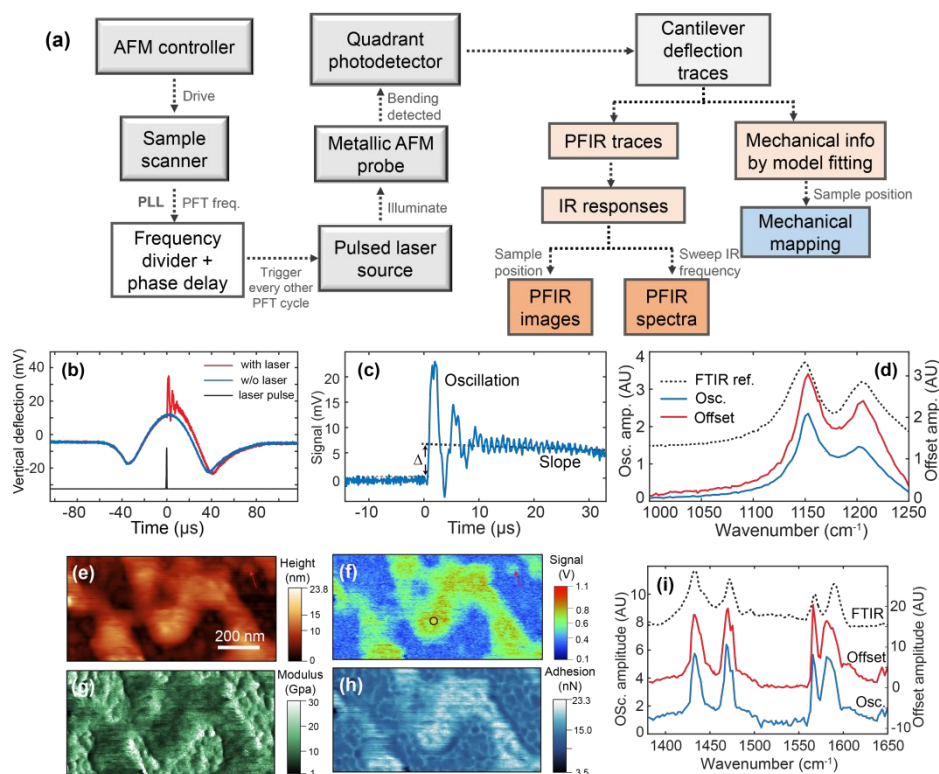 (a)
AFM controller
Drive
Sample
scanner
PLL
PFT freq.
Frequency
divider +
phase delay
Trigger
every other
PFT cycle
Pulsed laser
source
Illuminate
Metallic AFM
probe
Bending
detected
Quadrant
photodetector
Cantilever
deflection
traces
PFIR traces
IR responses
Sample
position
PFIR
images
Sweep IR
frequency
PFIR
spectra
Mechanical info
by model fitting
Sample position
Mechanical
mapping
(b)
with laser
w/o laser
laser pulse
Vertical deflection (mV)
40
20
0
-20
-80
-40
0
40
80
Time (μs)
(c)
Oscillation
Slope
Δ
Signal (mV)
20
15
10
5
0
-10
0
10
20
30
Time (μs)
(d)
FTIR ref.
Osc.
Offset
Osc. amp. (AU)
4
3
2
1
0
Offset amp. (AU)
3
2
1
0
1000
1050
1100
1150
1200
1250
Wavenumber (cm-1)
(e)
200 nm
Height
(nm)
23.8
15
10
5
0
(f)
Signal
(V)
1.1
0.8
0.6
0.4
0.1
(g)
Modulus
(Gpa)
30
20
10
1
(h)
Adhesion
(nN)
23.3
15.0
10.0
3.5
(i)
FTIR
Offset
Osc.
OSc. amplitude (AU)
10
8
6
4
2
0
Offset amplitude (AU)
20
10
0
-10
1400
1450
1500
1550
1600
1650
Wavenumber (cm-1)